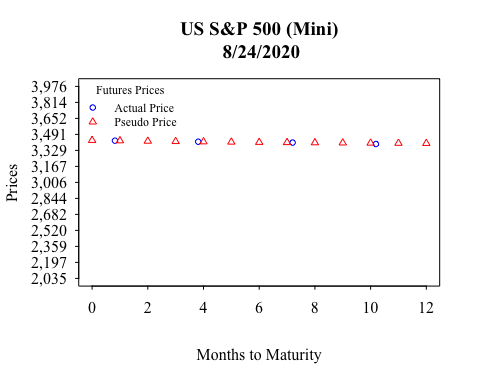 US S&P 500 (Mini)
8/24/2020
Futures Prices
Actual Price
Pseudo Price
Prices
3,976
3,814
3,652
3,491
3,329
3,167
3,006
2,844
2,682
2,520
2,359
2,197
2,035
0 2 4 6 8 10 12
Months to Maturity